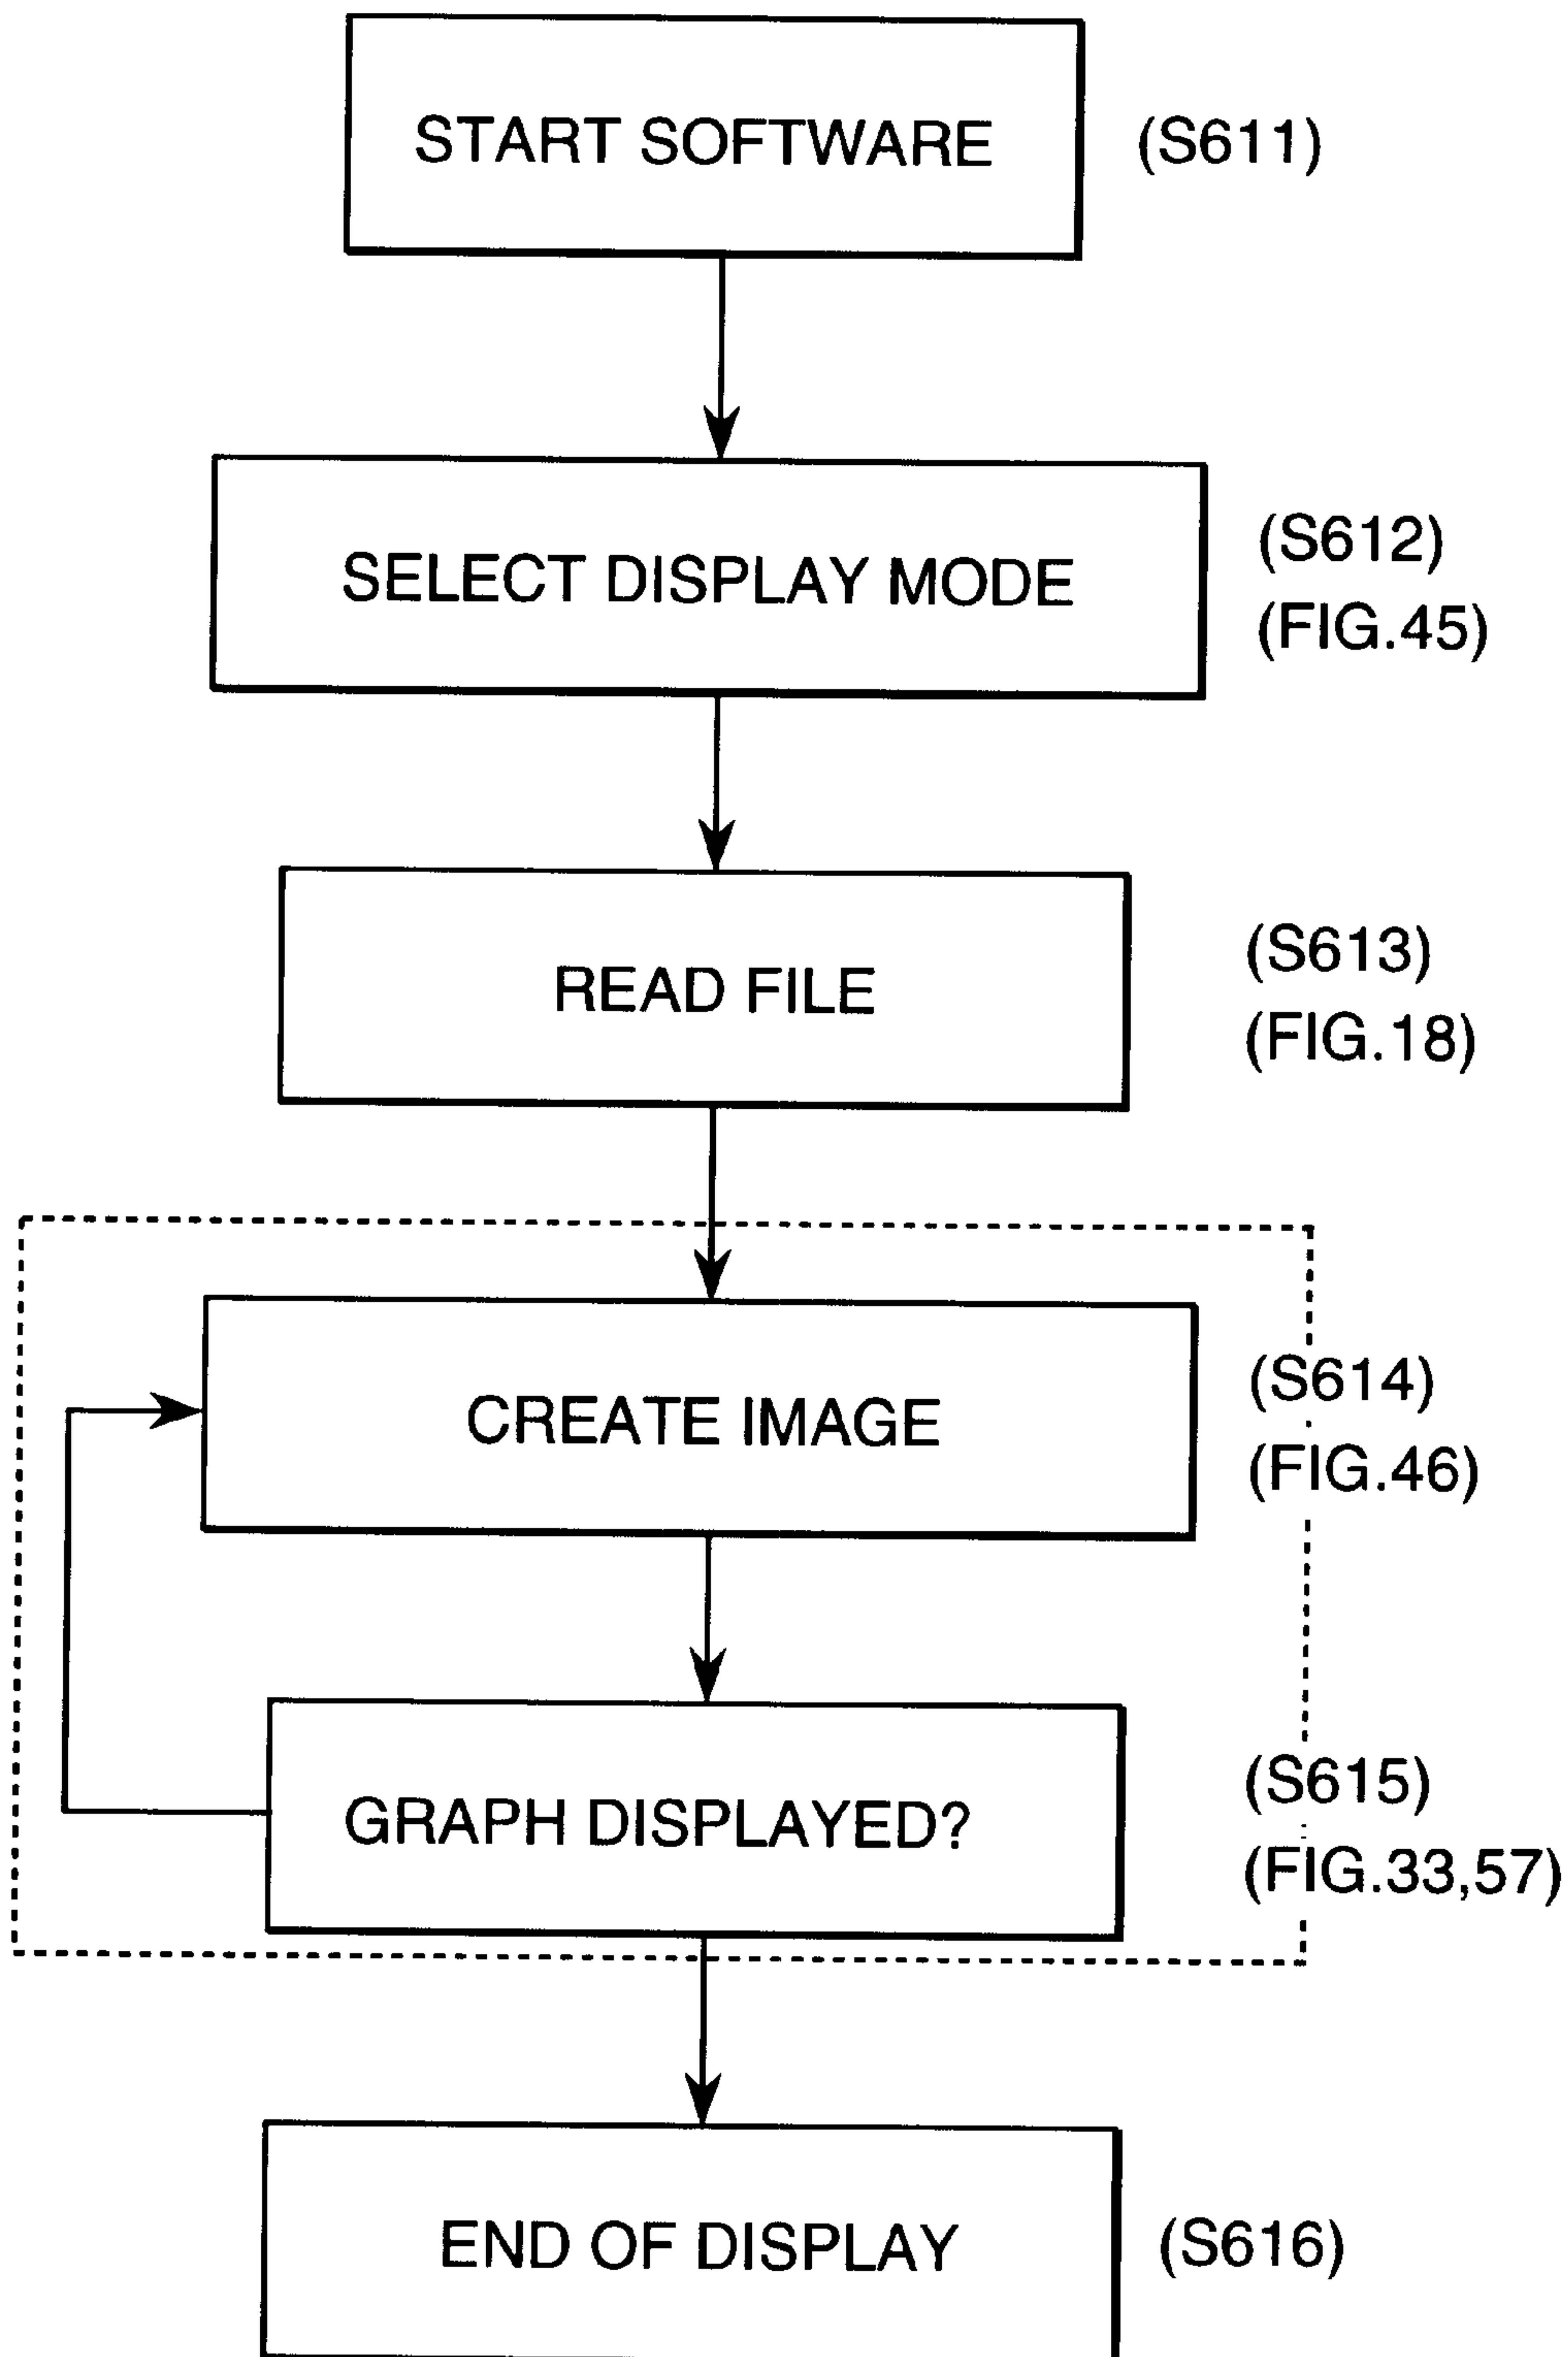 START SOFTWARE (S611)
SELECT DISPLAY MODE (S612)
(FIG.45)
READ FILE (S613)
(FIG.18)
CREATE IMAGE (S614)
(FIG.46)
GRAPH DISPLAYED? (S615)
(FIG.33,57)
END OF DISPLAY (S616)